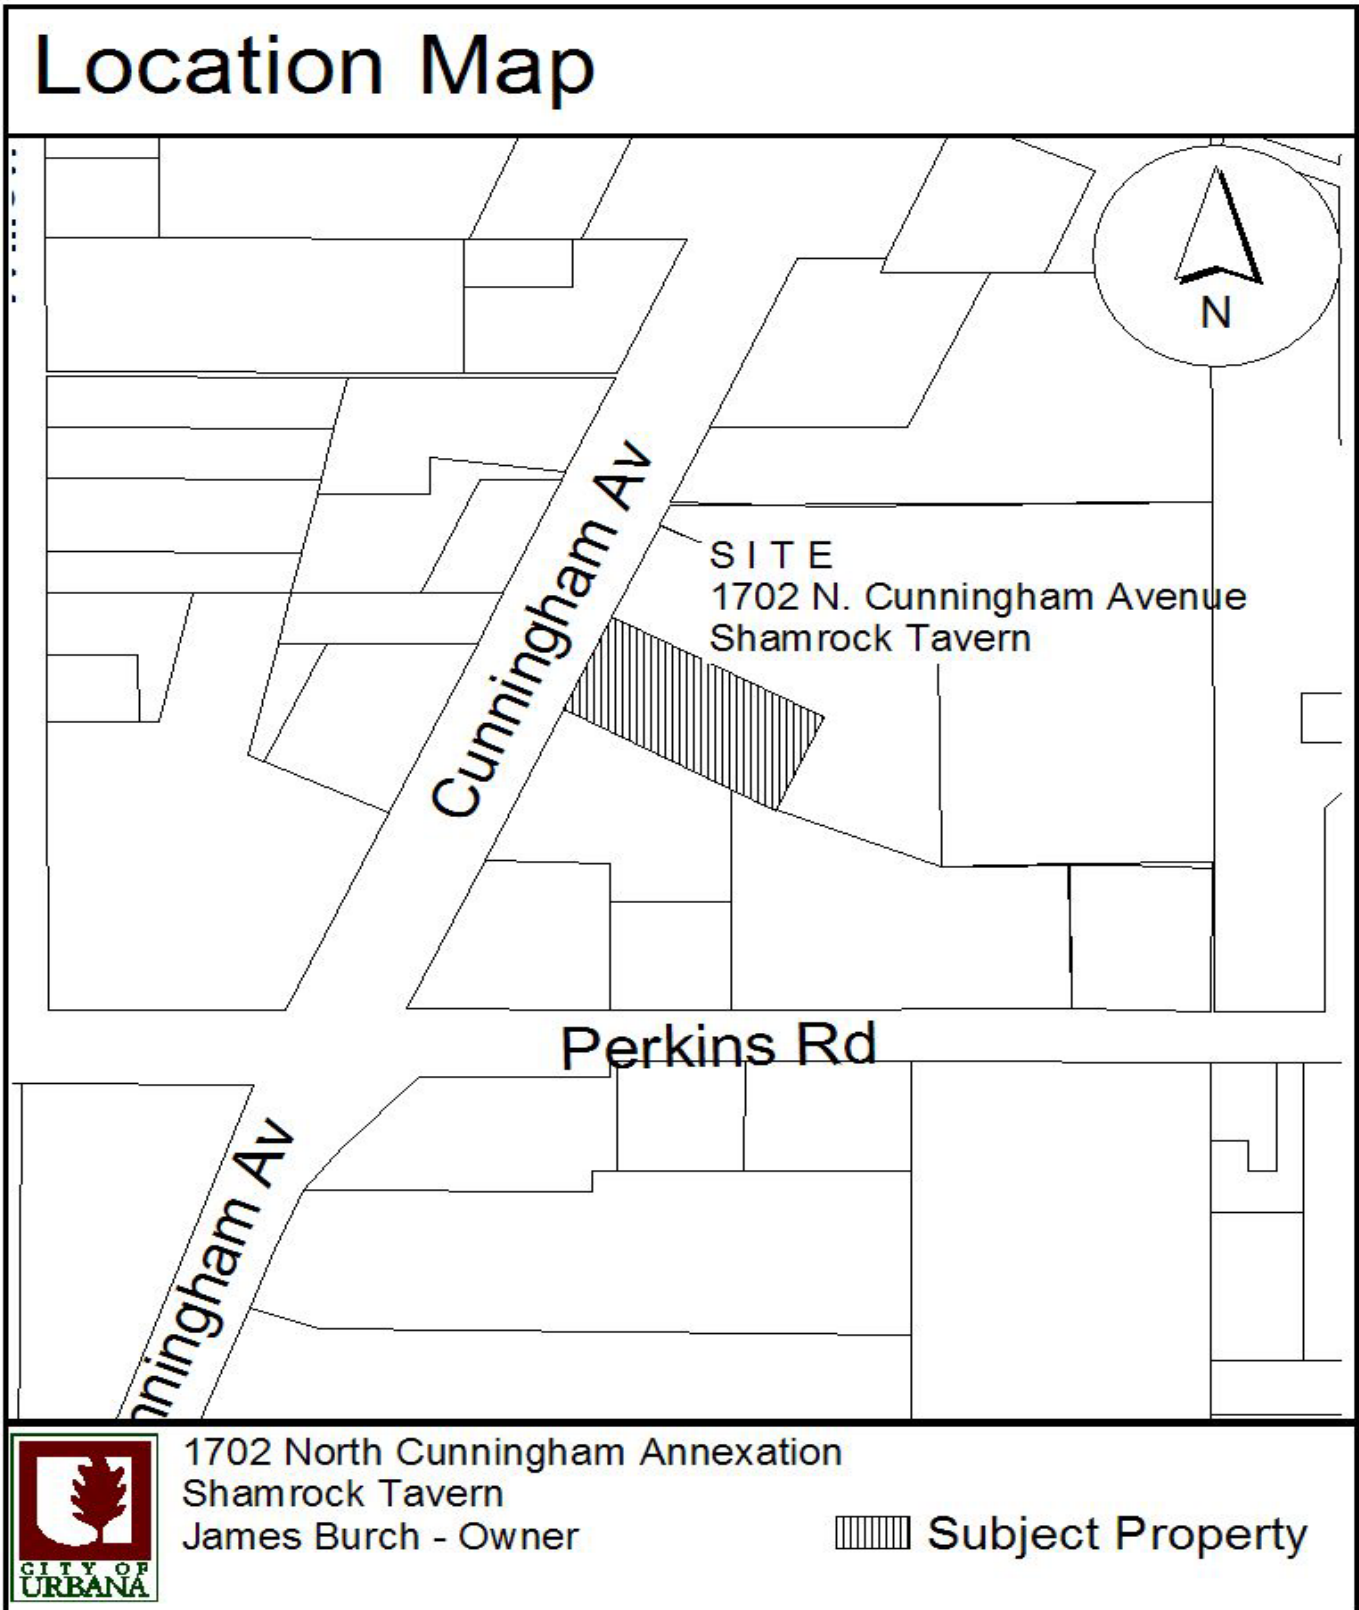 Location Map
N
Cunningham Av
S I T E
1702 N. Cunningham Avenue
Shamrock Tavern
Perkins Rd
nningham Av
1702 North Cunningham Annexation
Shamrock Tavern
James Burch - Owner
Subject Property
CITY OF
URBANA